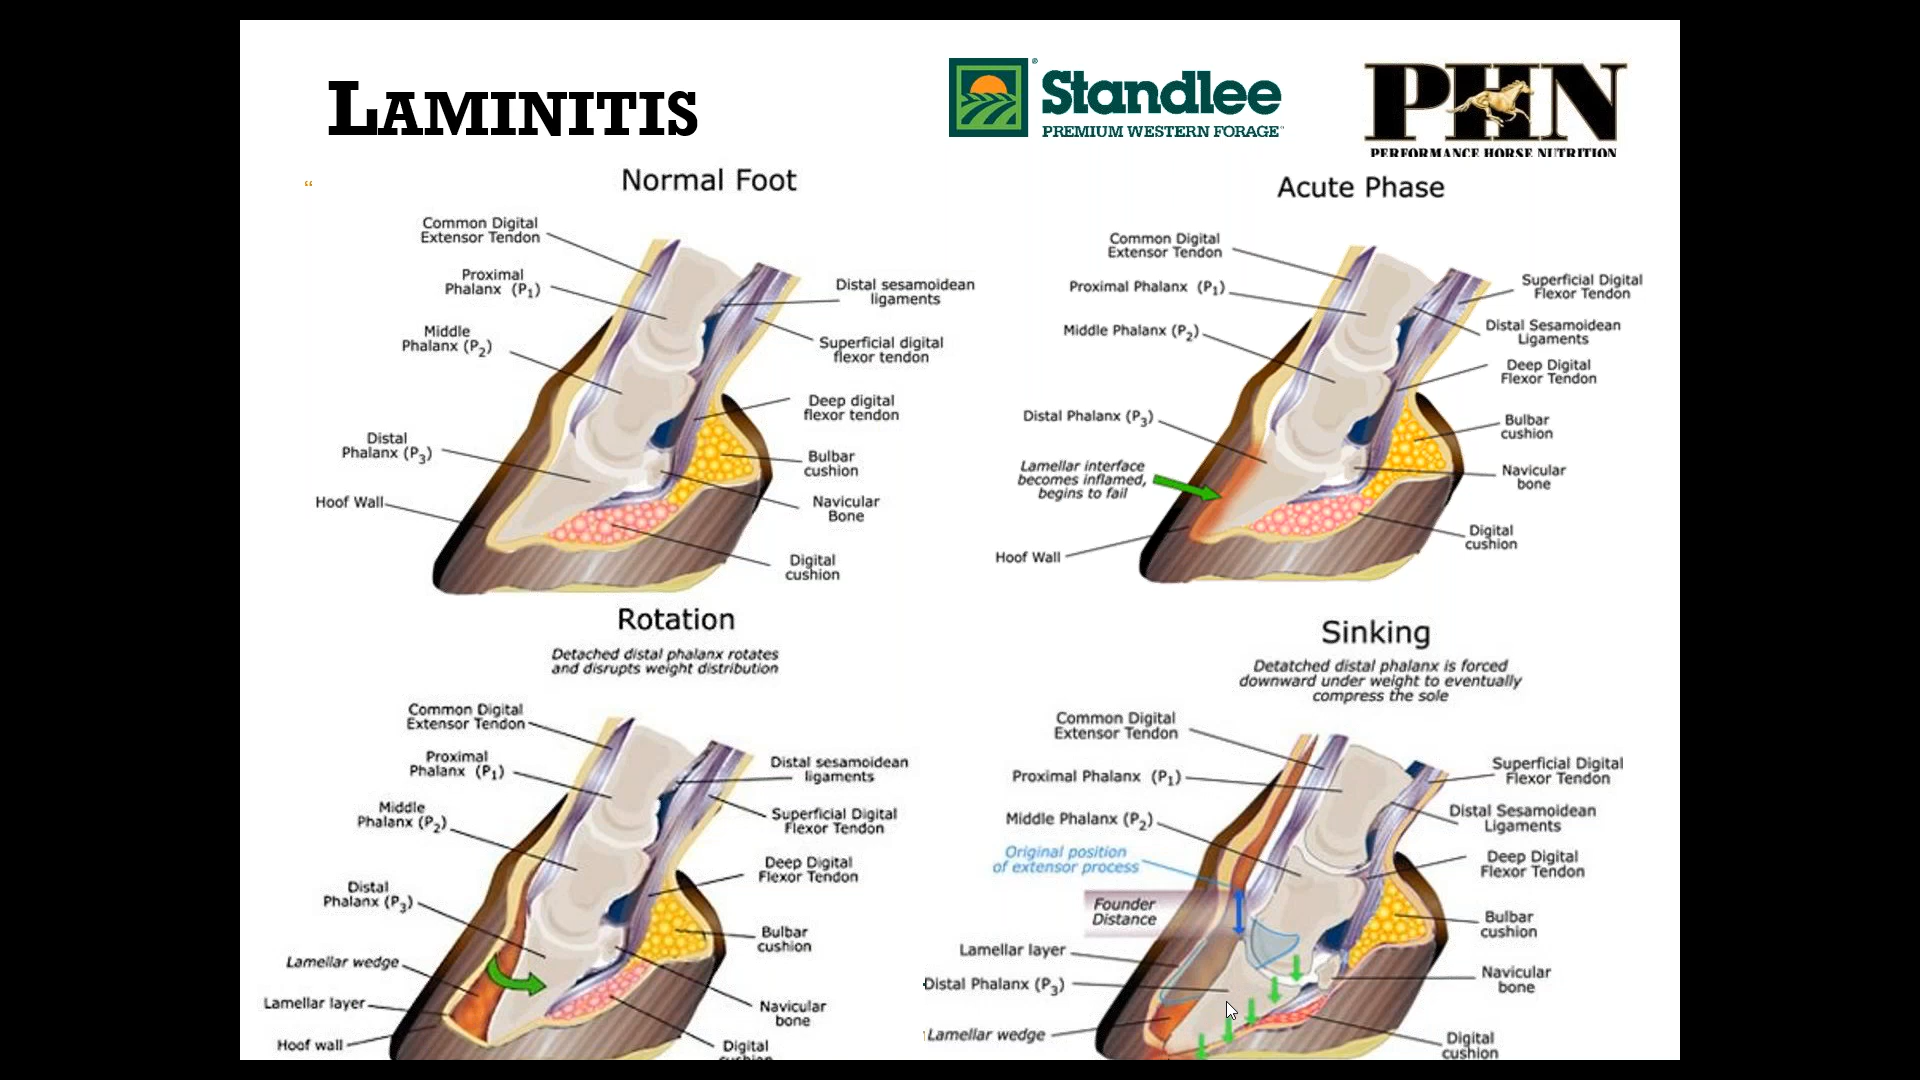 LAMINITIS
Standlee
PREMIUM WESTERN FORAGE
PHN
PERFORMANCE HORSE NUTRITION
“
Normal Foot
Common Digital
Extensor Tendon
Proximal
Phalanx (P1)
Middle
Phalanx (P2)
Distal
Phalanx (P3)
Hoof Wall
Distal sesamoidean
ligaments
Superficial digital
flexor tendon
Deep digital
flexor tendon
Bulbar
cushion
Navicular
Bone
Digital
cushion
Acute Phase
Common Digital
Extensor Tendon
Proximal Phalanx (P1)
Middle Phalanx (P2)
Distal Phalanx (P3)
Lamellar interface
becomes inflamed,
begins to fail
Hoof Wall
Superficial Digital
Flexor Tendon
Distal Sesamoidean
Ligaments
Deep Digital
Flexor Tendon
Bulbar
cushion
Navicular
bone
Digital
cushion
Rotation
Detached distal phalanx rotates
and disrupts weight distribution
Common Digital
Extensor Tendon
Proximal
Phalanx (P1)
Middle
Phalanx (P2)
Distal
Phalanx (P3)
Lamellar wedge
Lamellar layer
Hoof wall
Distal sesamoidean
ligaments
Superficial Digital
Flexor Tendon
Deep Digital
Flexor Tendon
Bulbar
cushion
Navicular
bone
Digital
cushion
Sinking
Detatched distal phalanx is forced
downward under weight to eventually
compress the sole
Common Digital
Extensor Tendon
Proximal Phalanx (P1)
Middle Phalanx (P2)
Original position
of extensor process
Founder
Distance
Lamellar layer
Distal Phalanx (P3)
Lamellar wedge
Superficial Digital
Flexor Tendon
Distal Sesamoidean
Ligaments
Deep Digital
Flexor Tendon
Bulbar
cushion
Navicular
bone
Digital
cushion